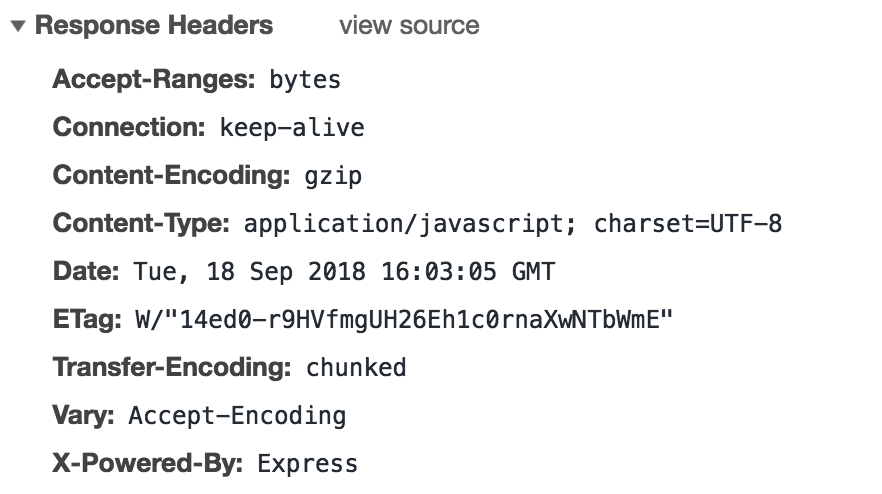 Response Headers view source
Accept-Ranges: bytes
Connection: keep-alive
Content-Encoding: gzip
Content-Type: application/javascript; charset=UTF-8
Date: Tue, 18 Sep 2018 16:03:05 GMT
ETag: W/"14ed0-r9HVfmgUH26Eh1c0rnaXwNTbWmE"
Transfer-Encoding: chunked
Vary: Accept-Encoding
X-Powered-By: Express